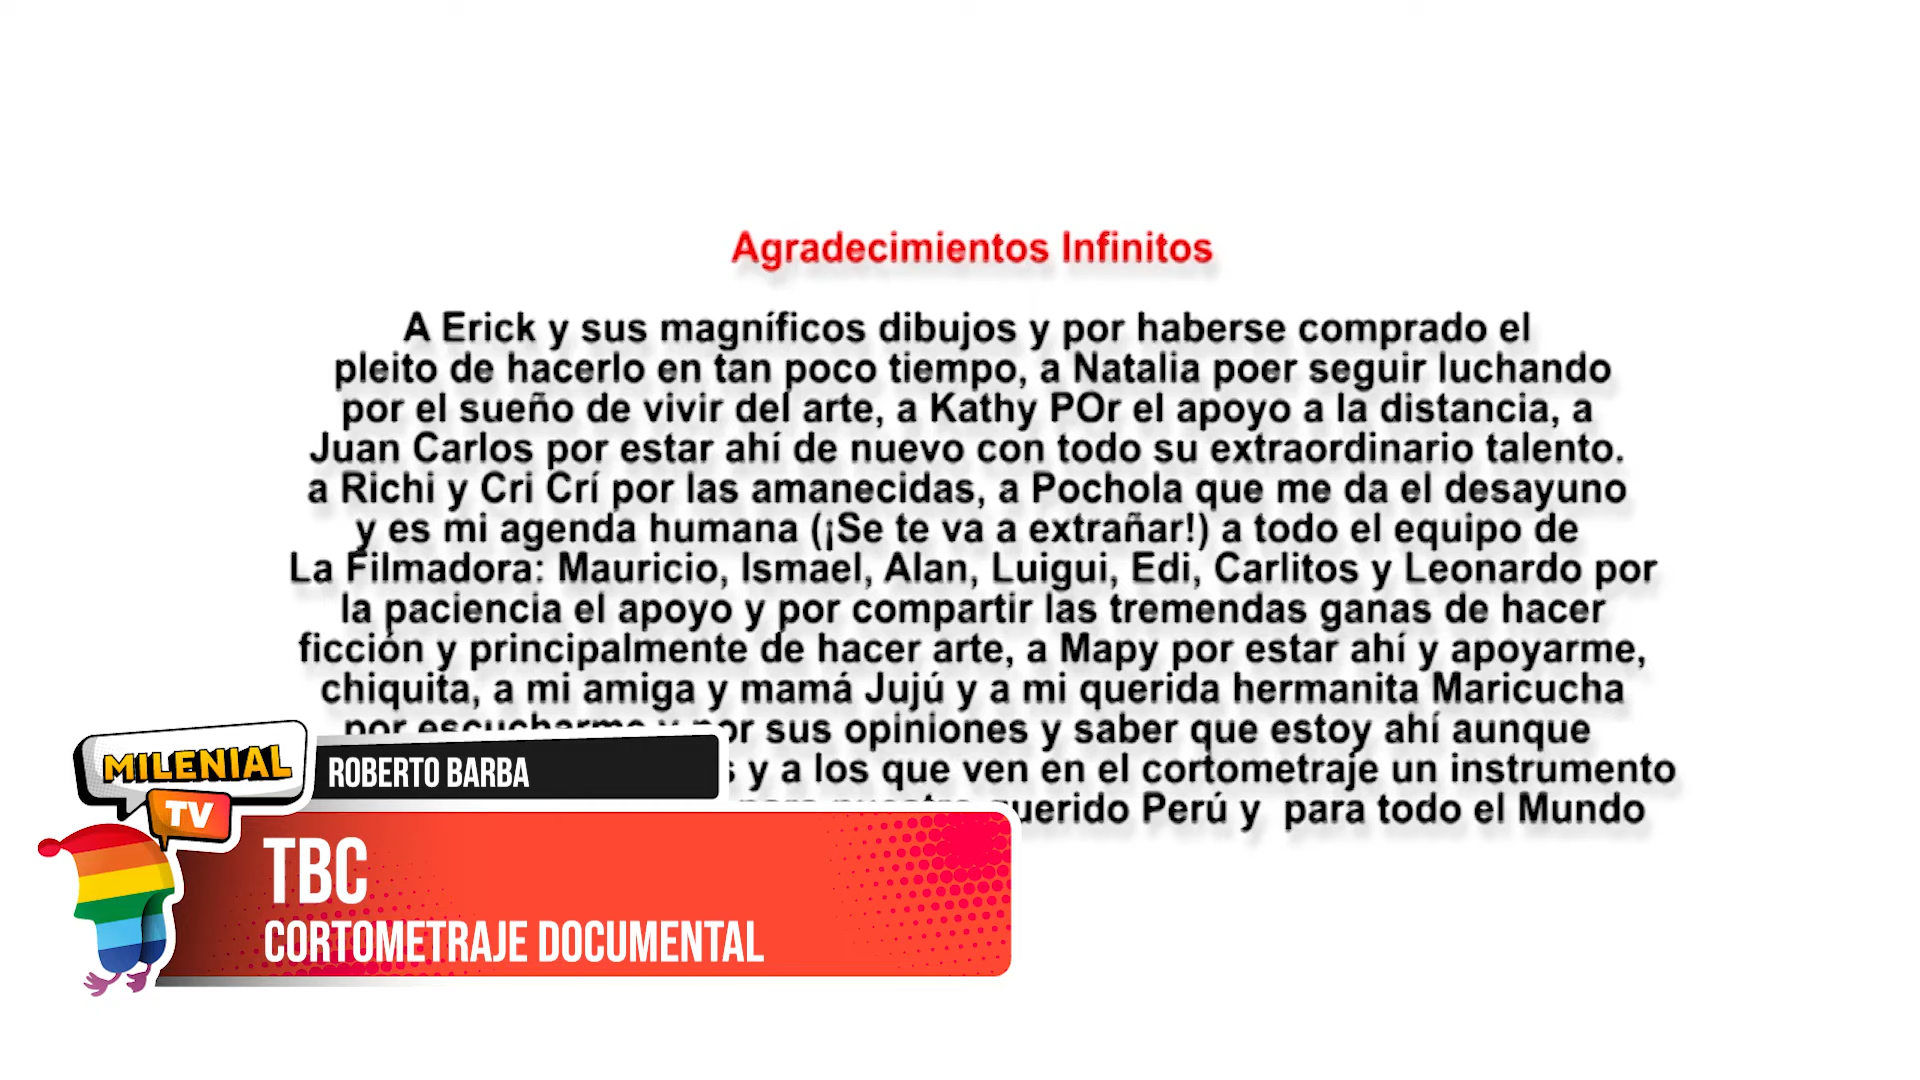 Agradecimientos Infinitos
A Erick y sus magníficos dibujos y por haberse comprado el
pleito de hacerlo en tan poco tiempo, a Natalia poer seguir luchando
por el sueño de vivir del arte, a Kathy POr el apoyo a la distancia, a
Juan Carlos por estar ahí de nuevo con todo su extraordinario talento.
a Richi y Cri Crí por las amanecidas, a Pochola que me da el desayuno
y es mi agenda humana (¡Se te va a extrañar!) a todo el equipo de
La Filmadora: Mauricio, Ismael, Alan, Luigui, Edi, Carlitos y Leonardo por
la paciencia el apoyo y por compartir las tremendas ganas de hacer
ficción y principalmente de hacer arte, a Mapy por estar ahí y apoyarme,
chiquita, a mi amiga y mamá Jujú y a mi querida hermanita Maricucha
por escucharme y por sus opiniones y saber que estoy ahí aunque
y a los que ven en el cortometraje un instrumento
para nuestro querido Perú y para todo el Mundo
MILENIAL
TV
ROBERTO BARBA
TBC
CORTOMETRAJE DOCUMENTAL